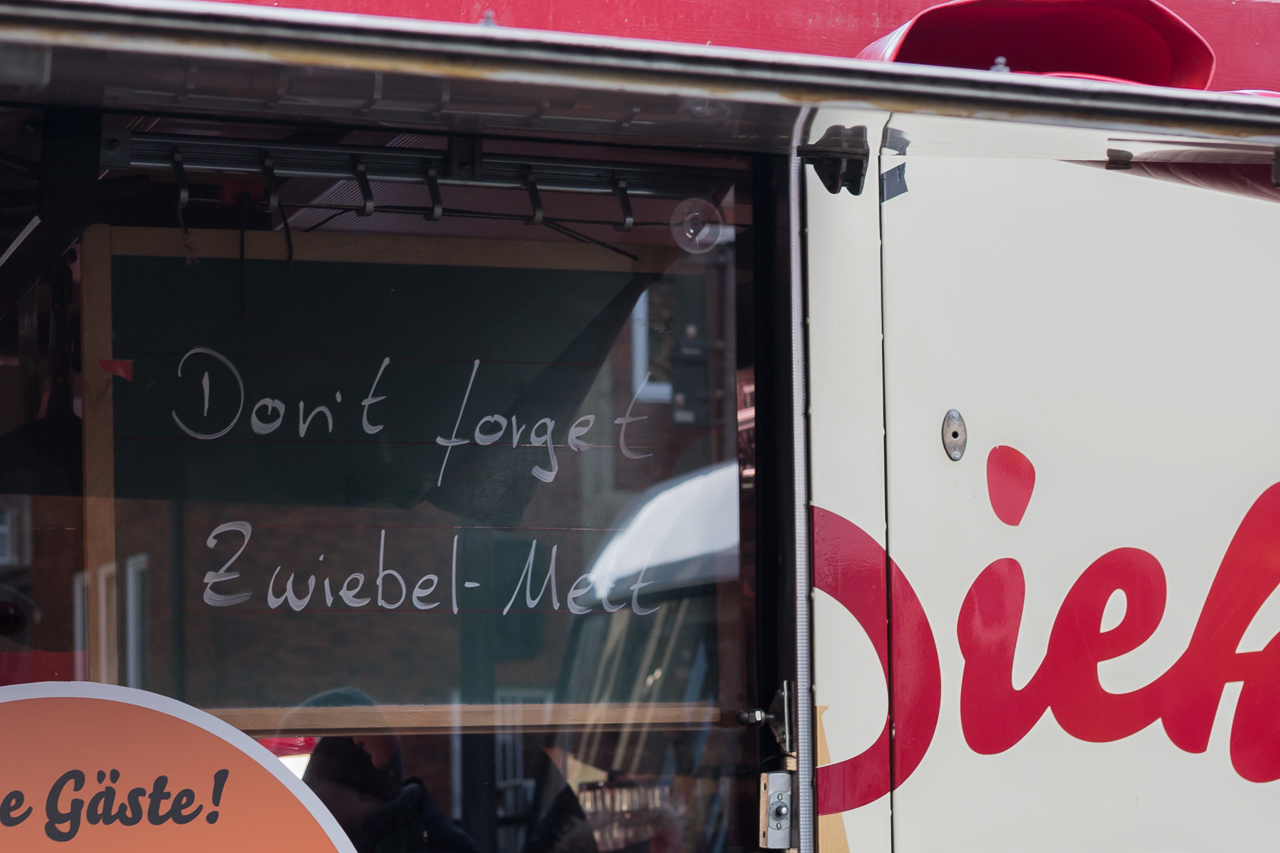 Don't forget
Zwiebel-Mett
e Gäste!